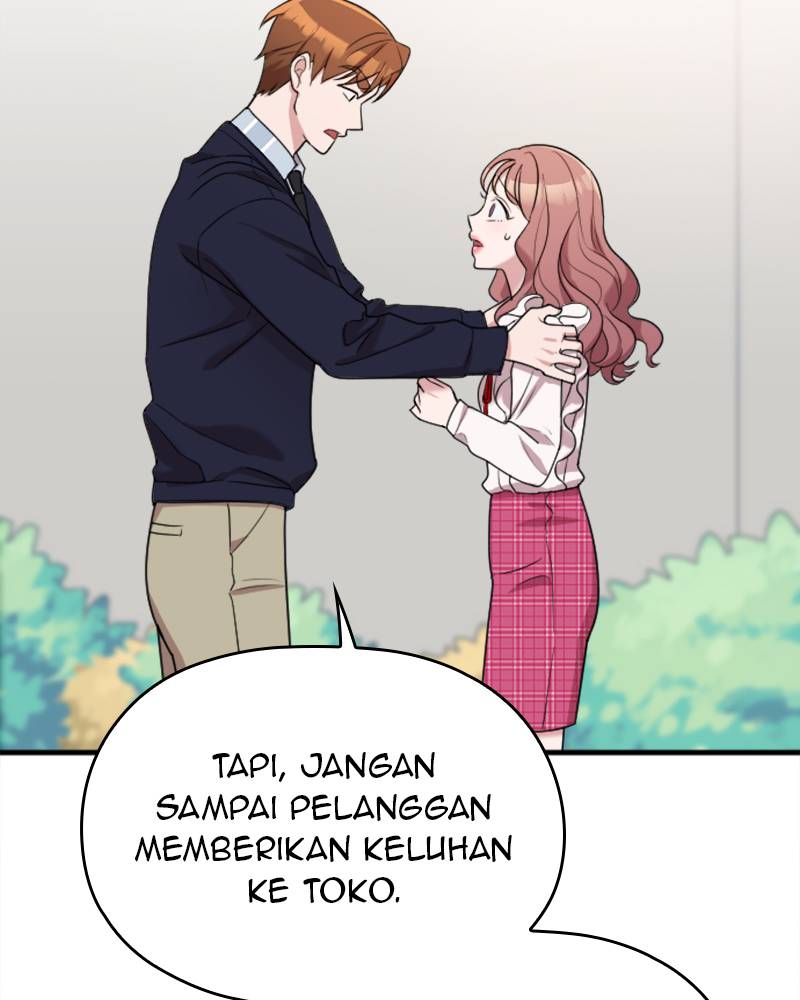 TAPI, JANGAN
SAMPAI PELANGGAN
MEMBERIKAN KELUHAN
KE TOKO.